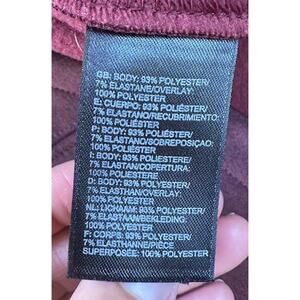 GB: BODY: 93% POLYESTER/
7% ELASTANE/OVERLAY:
100% POLYESTER
E: CUERPO: 93% POLIÉSTER/
7% ELASTANO/RECUBRIMIENTO:
100% POLIÉSTER
P: BODY: 93% POLIÉSTER/
7% ELASTANO/SOBREPOSIÇÃO:
100% POLIÉSTER
I: BODY: 93% POLIESTERE/
7% ELASTAN/COPERTURA:
100% POLIESTERE
D: BODY: 93% POLYESTER/
7% ELASTHAN/OVERLAY:
100% POLYESTER
NL: LICHAAM: 93% POLYESTER/
7% ELASTAAN/BEKLEDING:
100% POLYESTER
F: CORPS: 93% POLYESTER/
7% ELASTHANNE/PIÈCE
SUPERPOSÉE: 100% POLYESTER